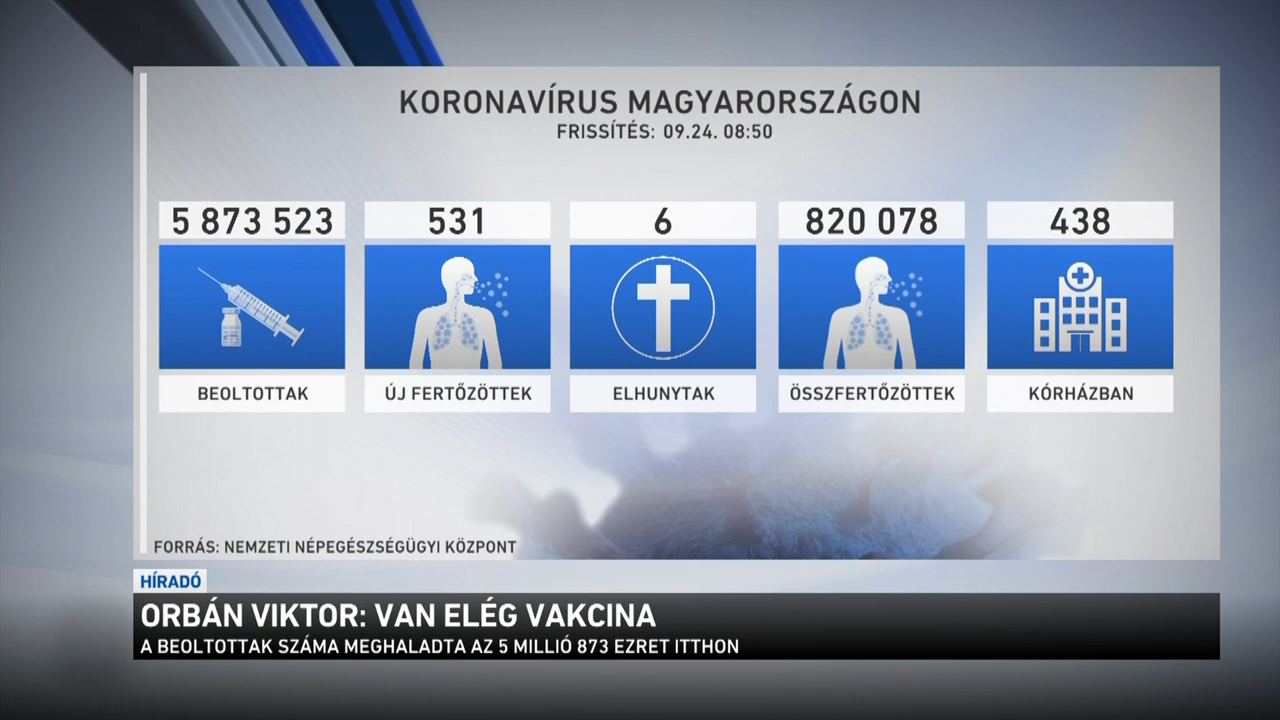 KORONAVÍRUS MAGYARORSZÁGON
FRISSÍTÉS: 09.24. 08:50
5 873 523
531
6
820 078
438
BEOLTOTTAK
ÚJ FERTŐZÖTTEK
ELHUNYTAK
ÖSSZFERTŐZÖTTEK
KÓRHÁZBAN
FORRÁS: NEMZETI NÉPEGÉSZSÉGÜGYI KÖZPONT
HÍRADÓ
ORBÁN VIKTOR: VAN ELÉG VAKCINA
A BEOLTOTTAK SZÁMA MEGHALADTA AZ 5 MILLIÓ 873 EZRET ITTHON